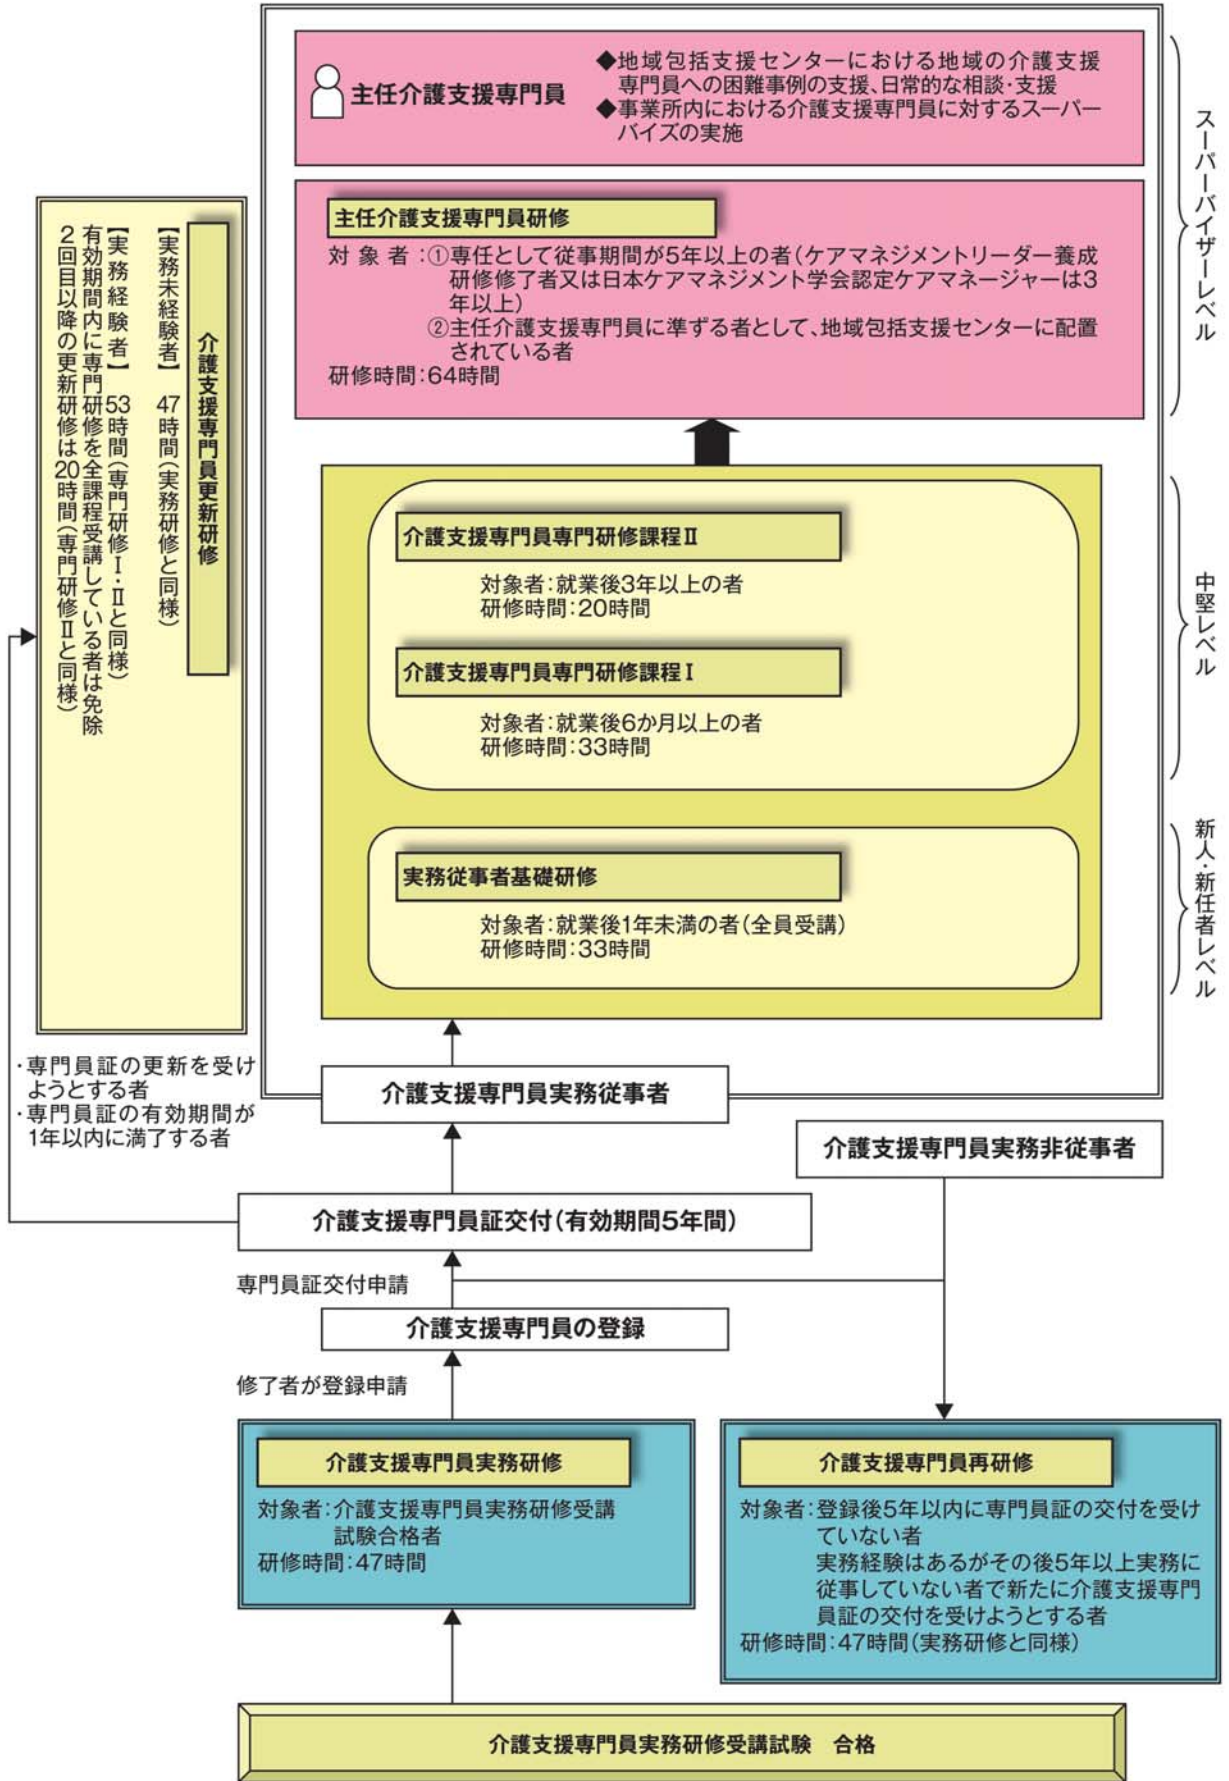 主任介護支援専門員
◆地域包括支援センターにおける地域の介護支援
専門員への困難事例の支援、日常的な相談・支援
◆事業所内における介護支援専門員に対するスーパー
バイズの実施
主任介護支援専門員研修
対象者:①専任として従事期間が5年以上の者(ケアマネジメントリーダー養成
研修修了者又は日本ケアマネジメント学会認定ケアマネージャーは3
年以上)
②主任介護支援専門員に準ずる者として、地域包括支援センターに配置
されている者
研修時間:64時間
スーパーバイザーレベル
介護支援専門員更新研修
【実務未経験者】 47時間(実務研修と同様)
【実務経験者】 53時間(専門研修Ⅰ・Ⅱと同様)
有効期間内に専門研修を全課程受講している者は免除
2回目以降の更新研修は20時間(専門研修Ⅱと同様)
介護支援専門員専門研修課程Ⅱ
対象者:就業後3年以上の者
研修時間:20時間
介護支援専門員専門研修課程Ⅰ
対象者:就業後6か月以上の者
研修時間:33時間
中堅レベル
実務従事者基礎研修
対象者:就業後1年未満の者(全員受講)
研修時間:33時間
新人・新任者レベル
・専門員証の更新を受け
ようとする者
・専門員証の有効期間が
1年以内に満了する者
介護支援専門員実務従事者
介護支援専門員実務非従事者
介護支援専門員証交付(有効期間5年間)
専門員証交付申請
介護支援専門員の登録
修了者が登録申請
介護支援専門員実務研修
対象者:介護支援専門員実務研修受講
試験合格者
研修時間:47時間
介護支援専門員再研修
対象者:登録後5年以内に専門員証の交付を受け
ていない者
実務経験はあるがその後5年以上実務に
従事していない者で新たに介護支援専門
員証の交付を受けようとする者
研修時間:47時間(実務研修と同様)
介護支援専門員実務研修受講試験 合格